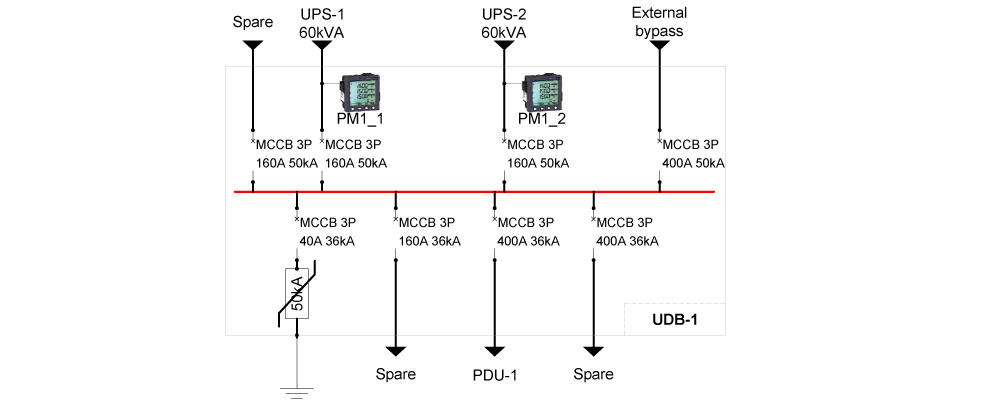 Spare
UPS-1
60kVA
UPS-2
60kVA
External
bypass
PM1_1
PM1_2
MCCB 3P
160A 50kA
MCCB 3P
160A 50kA
MCCB 3P
160A 50kA
MCCB 3P
400A 50kA
MCCB 3P
40A 36kA
MCCB 3P
160A 36kA
MCCB 3P
400A 36kA
MCCB 3P
400A 36kA
50kA
UDB-1
Spare
PDU-1
Spare